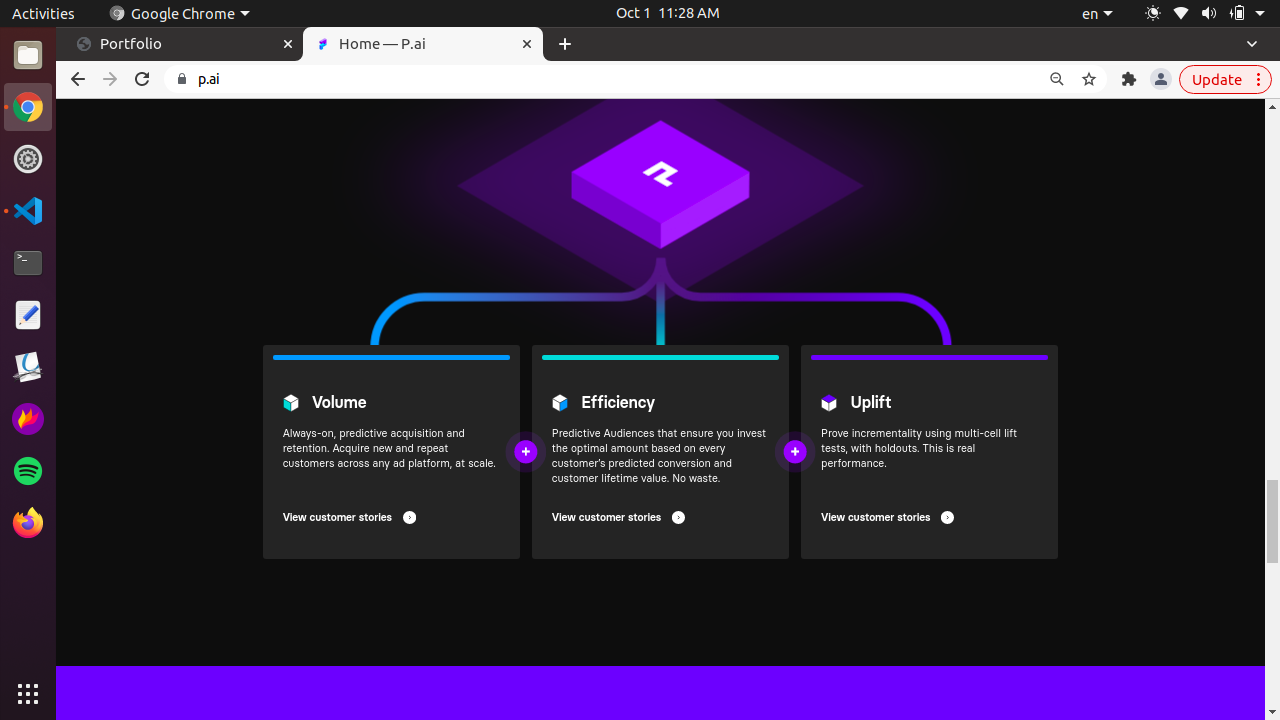 Activities
Google Chrome
Oct 1 11:28 AM
en
Portfolio
Home — P.ai
p.ai
Update
Volume
Always-on, predictive acquisition and
retention. Acquire new and repeat
customers across any ad platform, at scale.
View customer stories
Efficiency
Predictive Audiences that ensure you invest
the optimal amount based on every
customer's predicted conversion and
customer lifetime value. No waste.
View customer stories
Uplift
Prove incrementality using multi-cell lift
tests, with holdouts. This is real
performance.
View customer stories